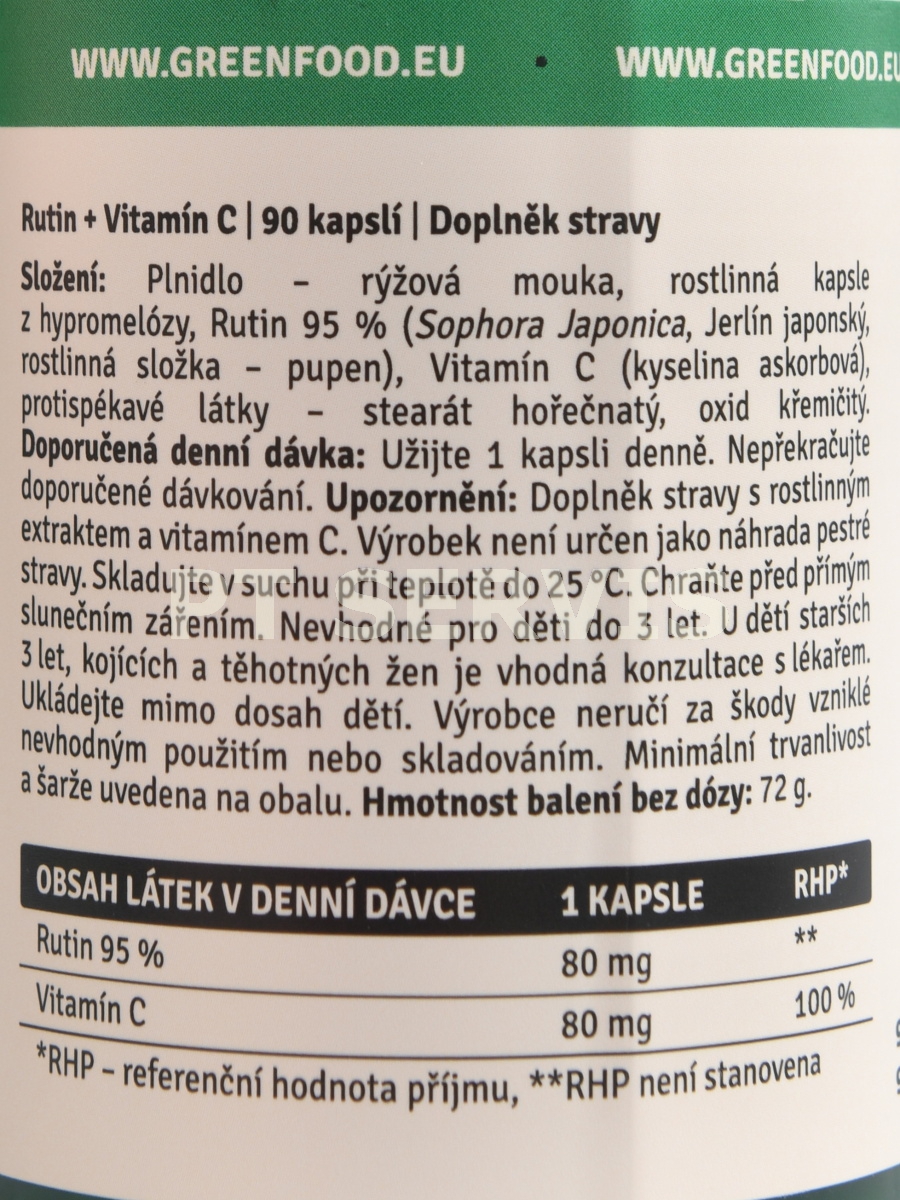 WWW.GREENFOOD.EU • WWW.GREENFOOD.EU
Rutin + Vitamín C | 90 kapslí | Doplněk stravy
Složení: Plnidlo – rýžová mouka, rostlinná kapsle
z hypromelózy, Rutin 95 % (Sophora Japonica, Jerlín japonský,
rostlinná složka – pupen), Vitamín C (kyselina askorbová),
protispékavé látky – stearát hořečnatý, oxid křemičitý.
Doporučená denní dávka: Užijte 1 kapsli denně. Nepřekračujte
doporučené dávkování. Upozornění: Doplněk stravy s rostlinným
extraktem a vitamínem C. Výrobek není určen jako náhrada pestré
stravy. Skladujte v suchu při teplotě do 25 °C. Chraňte před přímým
slunečním zářením. Nevhodné pro děti do 3 let. U dětí starších
3 let, kojících a těhotných žen je vhodná konzultace s lékařem.
Ukládejte mimo dosah dětí. Výrobce neručí za škody vzniklé
nevhodným použitím nebo skladováním. Minimální trvanlivost
a šarže uvedena na obalu. Hmotnost balení bez dózy: 72 g.
OBSAH LÁTEK V DENNÍ DÁVCE 1 KAPSLE RHP*
Rutin 95 % 80 mg **
Vitamín C 80 mg 100 %
*RHP – referenční hodnota příjmu, **RHP není stanovena
PT SERVIS